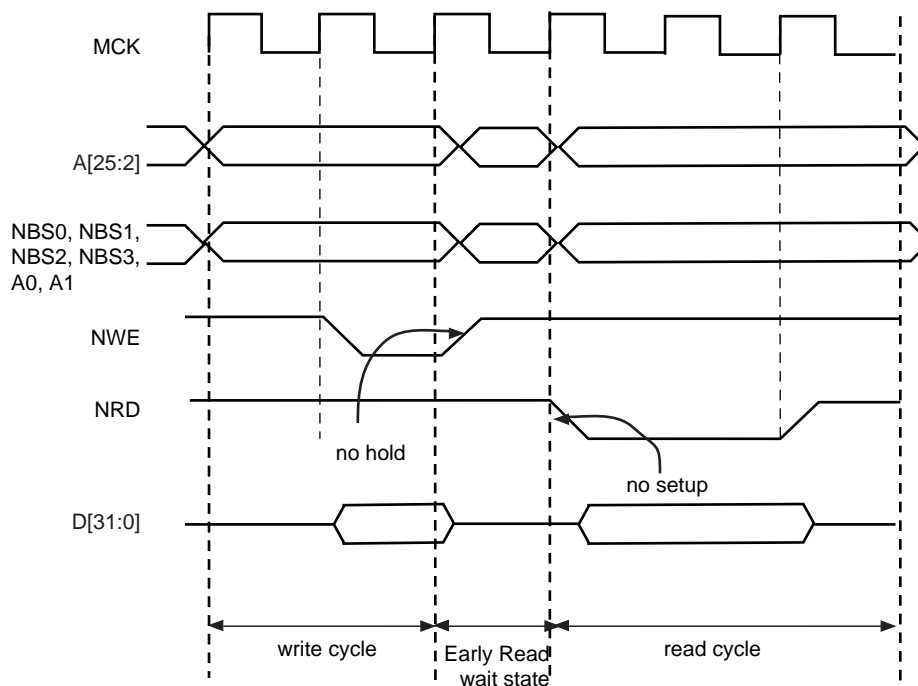 MCK
A[25:2]
NBS0, NBS1,
NBS2, NBS3,
A0, A1
NWE
NRD
no hold
no setup
D[31:0]
write cycle
Early Read
wait state
read cycle